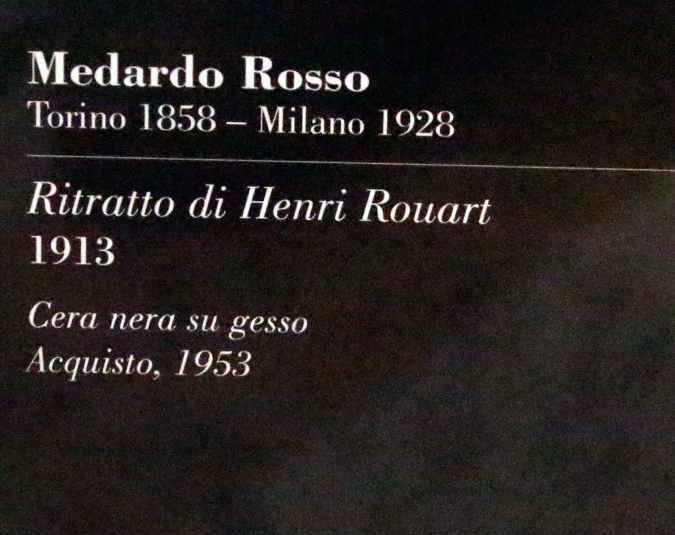 Medardo Rosso
Torino 1858 – Milano 1928
Ritratto di Henri Rouart
1913
Cera nera su gesso
Acquisto, 1953